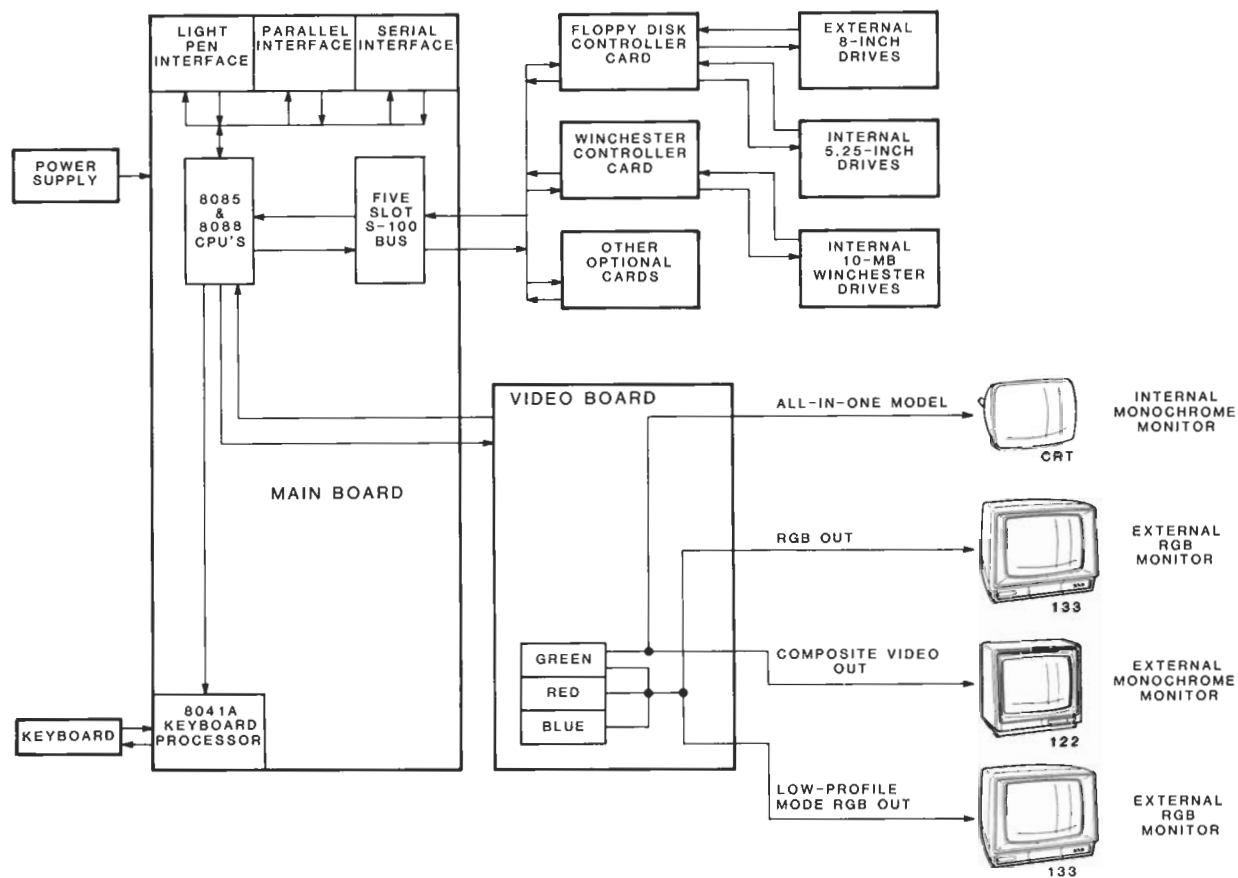 LIGHT
PEN
INTERFACE
PARALLEL
INTERFACE
SERIAL
INTERFACE
FLOPPY DISK
CONTROLLER
CARD
EXTERNAL
8-INCH
DRIVES
POWER
SUPPLY
8085
&
8088
CPU'S
FIVE
SLOT
S-100
BUS
WINCHESTER
CONTROLLER
CARD
INTERNAL
5.25-INCH
DRIVES
OTHER
OPTIONAL
CARDS
INTERNAL
10-MB
WINCHESTER
DRIVES
VIDEO BOARD
ALL-IN-ONE MODEL
CRT
INTERNAL
MONOCHROME
MONITOR
MAIN BOARD
RGB OUT
133
EXTERNAL
RGB
MONITOR
GREEN
RED
BLUE
COMPOSITE VIDEO
OUT
122
EXTERNAL
MONOCHROME
MONITOR
KEYBOARD
8041A
KEYBOARD
PROCESSOR
LOW-PROFILE
MODE RGB OUT
133
EXTERNAL
RGB
MONITOR